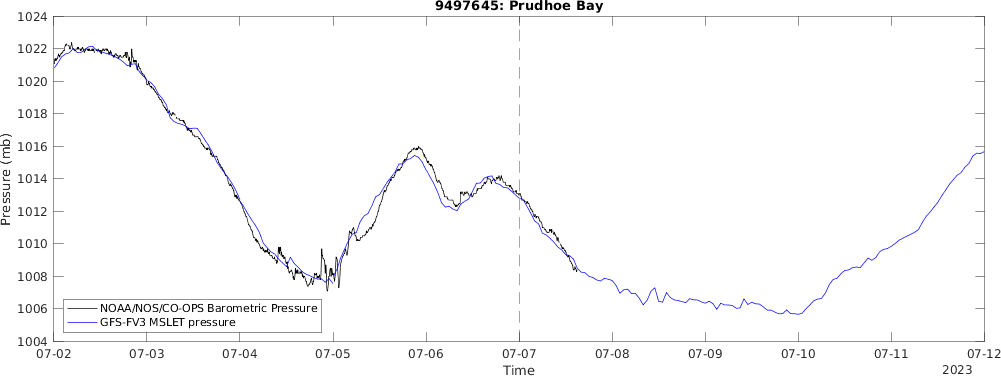 9497645: Prudhoe Bay
1024
1022
1020
1018
1016
1014
1012
1010
1008
1006
1004
Pressure (mb)
NOAA/NOS/CO-OPS Barometric Pressure
GFS-FV3 MSLET pressure
07-02 07-03 07-04 07-05 07-06 07-07 07-08 07-09 07-10 07-11 07-12
Time
2023